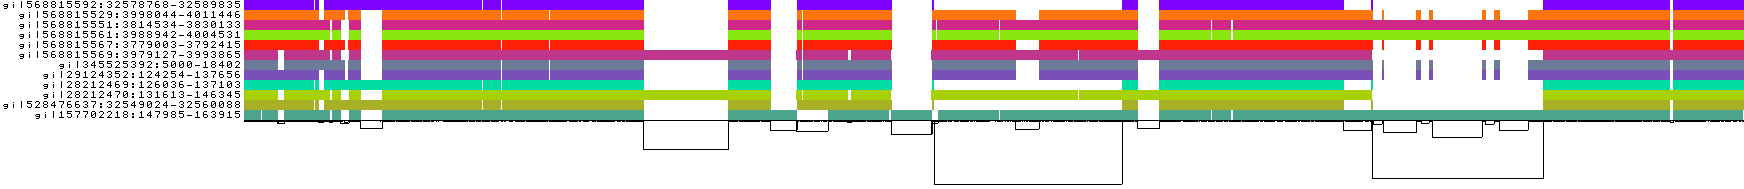 gi|568815592:32578768-32589835
gi|568815529:3998044-4011446
gi|568815551:3814534-3830133
gi|568815561:3988942-4004531
gi|568815567:3779003-3792415
gi|568815569:3979127-3993865
gi|345525392:5000-18402
gi|29124352:124254-137656
gi|28212469:126036-137103
gi|28212470:131613-146345
gi|528476637:32549024-32560088
gi|157702218:147985-163915